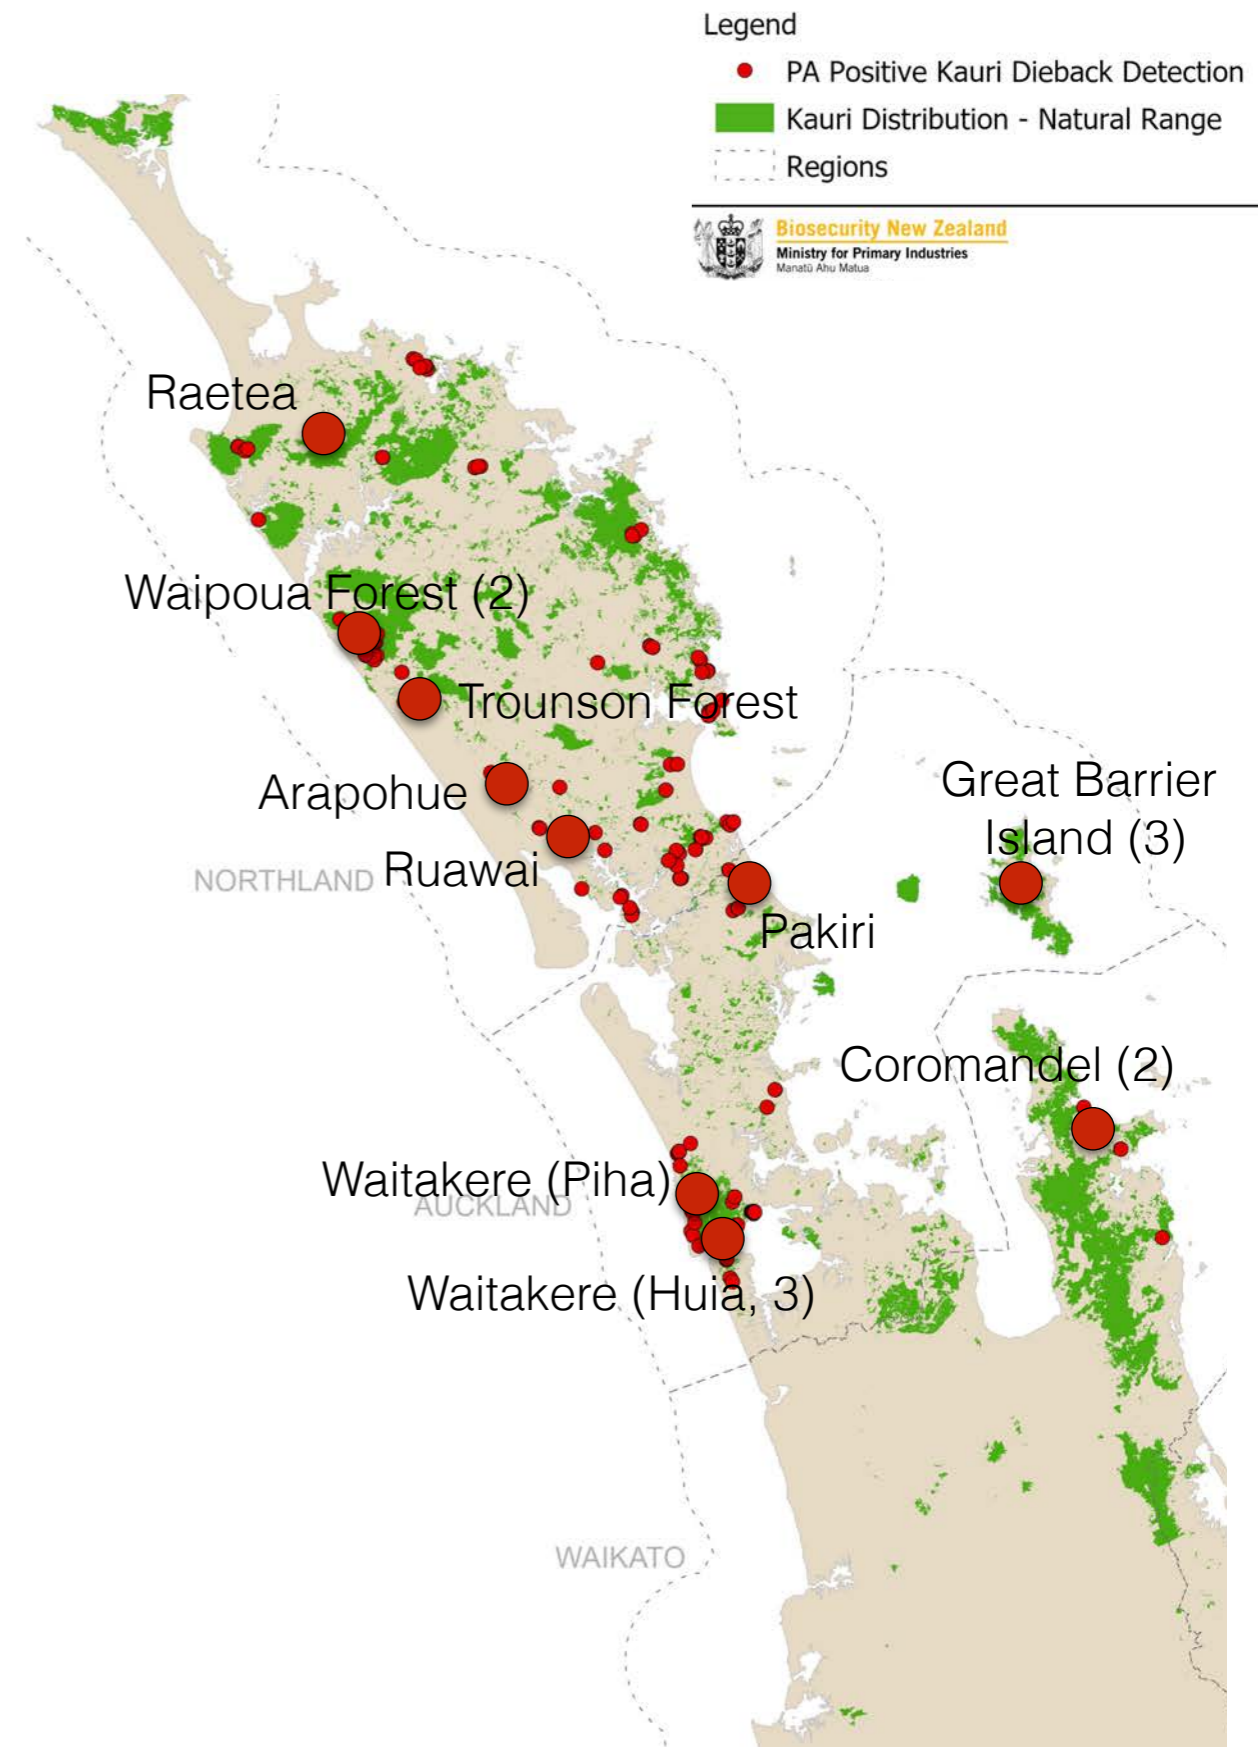 Legend
PA Positive Kauri Dieback Detection
Kauri Distribution - Natural Range
Regions
Biosecurity New Zealand
Ministry for Primary Industries
Manatū Ahu Matua
Raetea
Waipoua Forest (2)
Trounson Forest
Arapohue
Great Barrier
Island (3)
Ruawai
NORTHLAND
Pakiri
Coromandel (2)
Waitakere (Piha)
AUCKLAND
Waitakere (Huia, 3)
WAIKATO